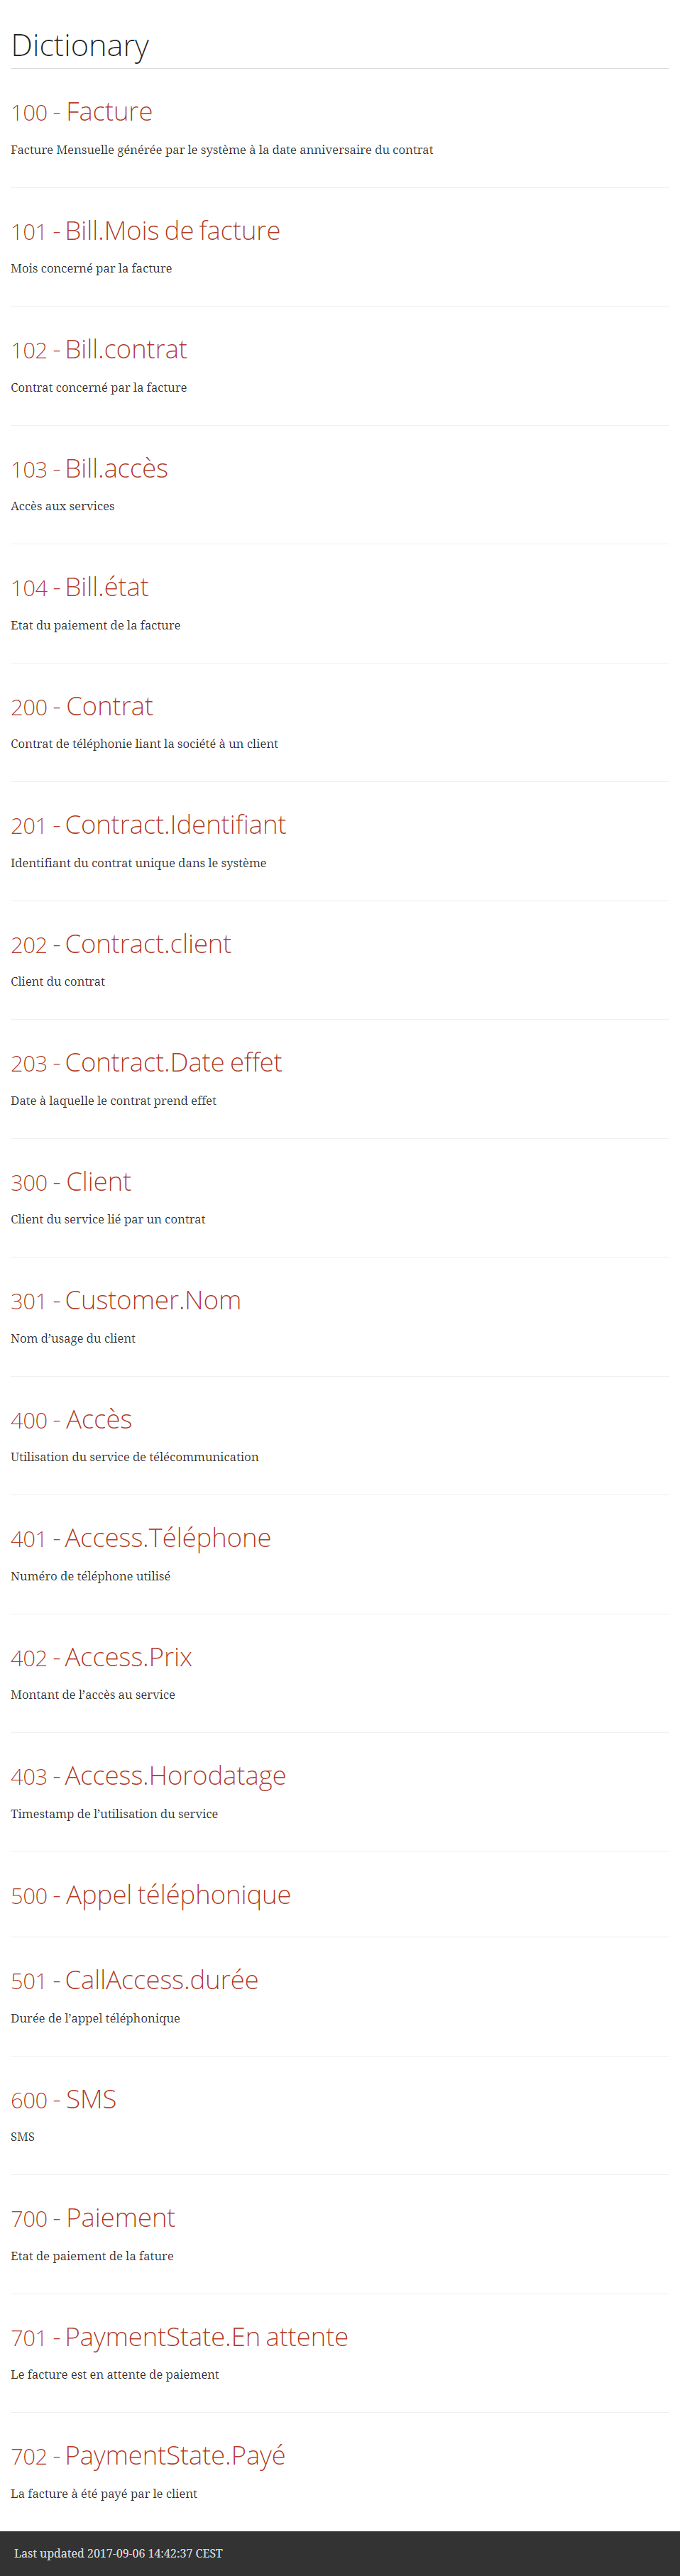 Dictionary
100 - Facture
Facture Mensuelle générée par le système à la date anniversaire du contrat
101 - Bill.Mois de facture
Mois concerné par la facture
102 - Bill.contrat
Contrat concerné par la facture
103 - Bill.accès
Accès aux services
104 - Bill.état
Etat du paiement de la facture
200 - Contrat
Contrat de téléphonie liant la société à un client
201 - Contract.Identifiant
Identifiant du contrat unique dans le système
202 - Contract.client
Client du contrat
203 - Contract.Date effet
Date à laquelle le contrat prend effet
300 - Client
Client du service lié par un contrat
301 - Customer.Nom
Nom d’usage du client
400 - Accès
Utilisation du service de télécommunication
401 - Access.Téléphone
Numéro de téléphone utilisé
402 - Access.Prix
Montant de l’accès au service
403 - Access.Horodatage
Timestamp de l’utilisation du service
500 - Appel téléphonique
501 - CallAccess.durée
Durée de l’appel téléphonique
600 - SMS
SMS
700 - Paiement
Etat de paiement de la fature
701 - PaymentState.En attente
Le facture est en attente de paiement
702 - PaymentState.Payé
La facture à été payé par le client
Last updated 2017-09-06 14:42:37 CEST